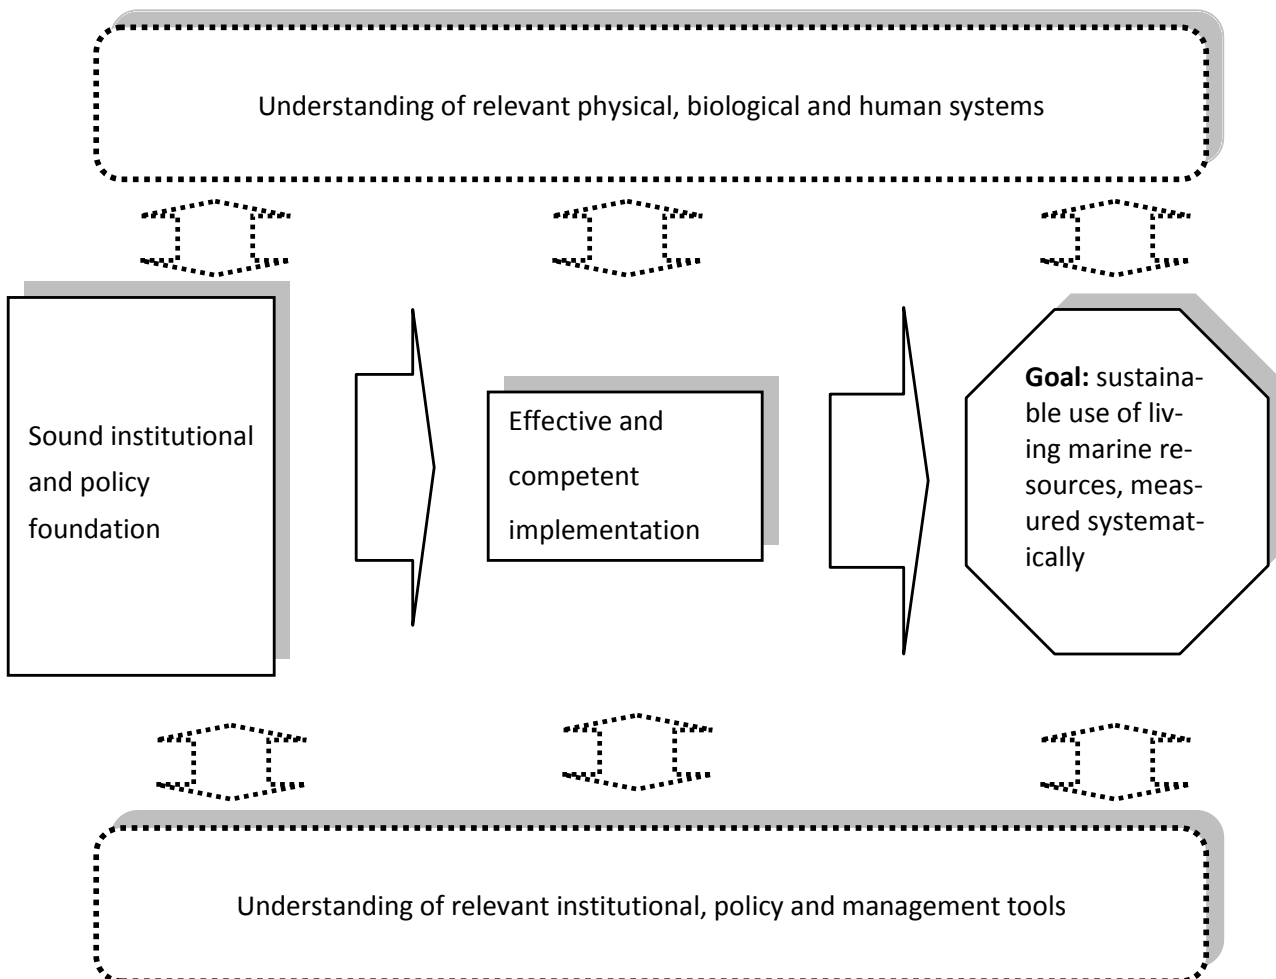 Understanding of relevant physical, biological and human systems
Sound institutional
and policy
foundation
Effective and
competent
implementation
Goal: sustaina-
ble use of liv-
ing marine re-
sources, meas-
ured systemat-
ically
Understanding of relevant institutional, policy and management tools